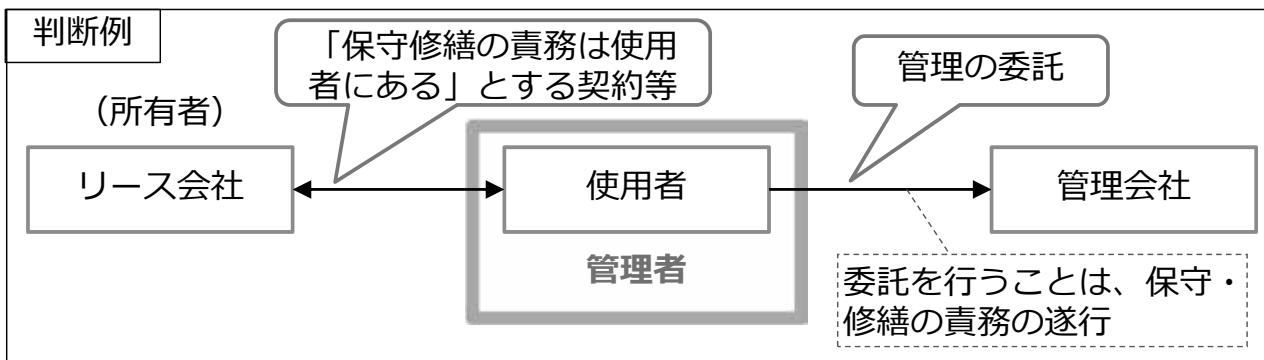 判断例
「保守修繕の責務は使用
者にある」とする契約等
管理の委託
（所有者）
リース会社
使用者
管理会社
管理者
委託を行うことは、保守・
修繕の責務の遂行